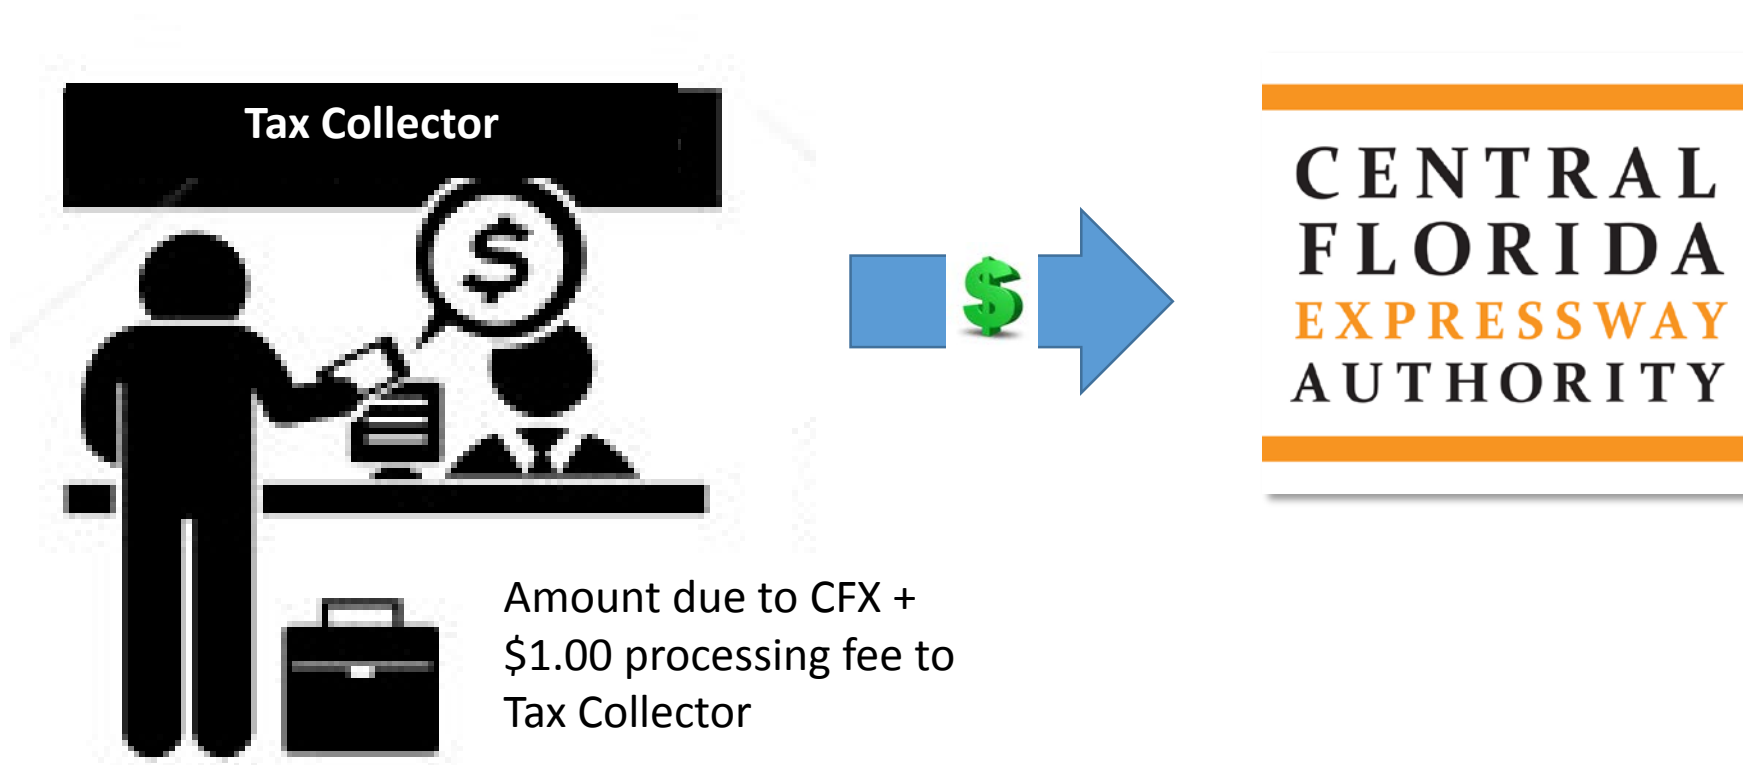 Tax Collector
$
$
CENTRAL
FLORIDA
EXPRESSWAY
AUTHORITY
Amount due to CFX +
$1.00 processing fee to
Tax Collector